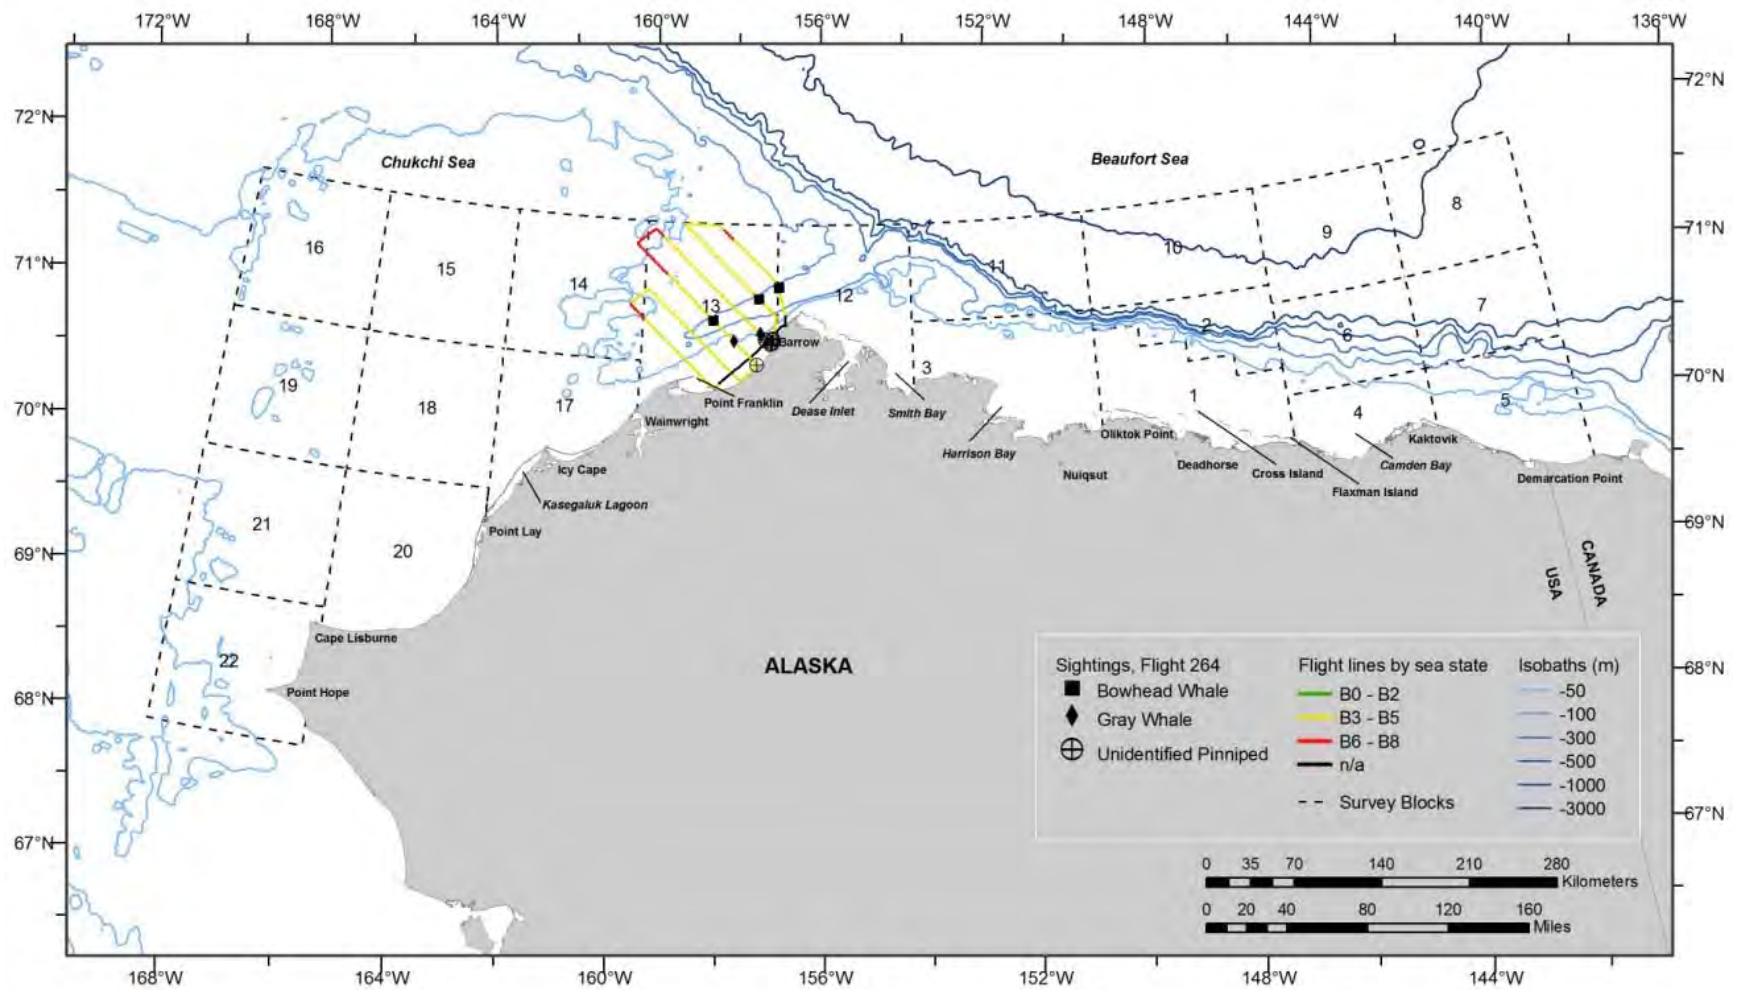 172°W 168°W 164°W 160°W 156°W 152°W 148°W 144°W 140°W 136°W
72°N 72°N
71°N 71°N
70°N 70°N
69°N 69°N
68°N 68°N
67°N 67°N
Chukchi Sea
Beaufort Sea
16
15
14
13
12
11
10
9
8
7
6
2
3
1
4
5
19
18
17
21
20
22
Barrow
Point Franklin
Wainwright
Dease Inlet
Smith Bay
Harrison Bay
Oliktok Point
Nuiqsut
Deadhorse
Cross Island
Flaxman Island
Camden Bay
Kaktovik
Demarcation Point
Icy Cape
Kasegaluk Lagoon
Point Lay
Cape Lisburne
Point Hope
ALASKA
USA
CANADA
Sightings, Flight 264
Bowhead Whale
Gray Whale
Unidentified Pinniped
Flight lines by sea state
B0 - B2
B3 - B5
B6 - B8
n/a
Survey Blocks
Isobaths (m)
-50
-100
-300
-500
-1000
-3000
0 35 70 140 210 280
Kilometers
0 20 40 80 120 160
Miles
168°W 164°W 160°W 156°W 152°W 148°W 144°W